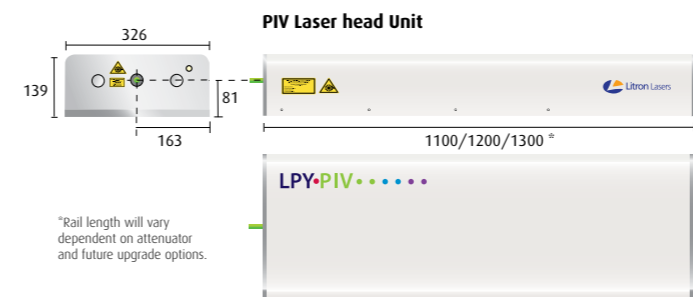 PIV Laser head Unit
326
139
81
163
Litron Lasers
1100/1200/1300 *
LPY•PIV
*Rail length will vary
dependent on attenuator
and future upgrade options.